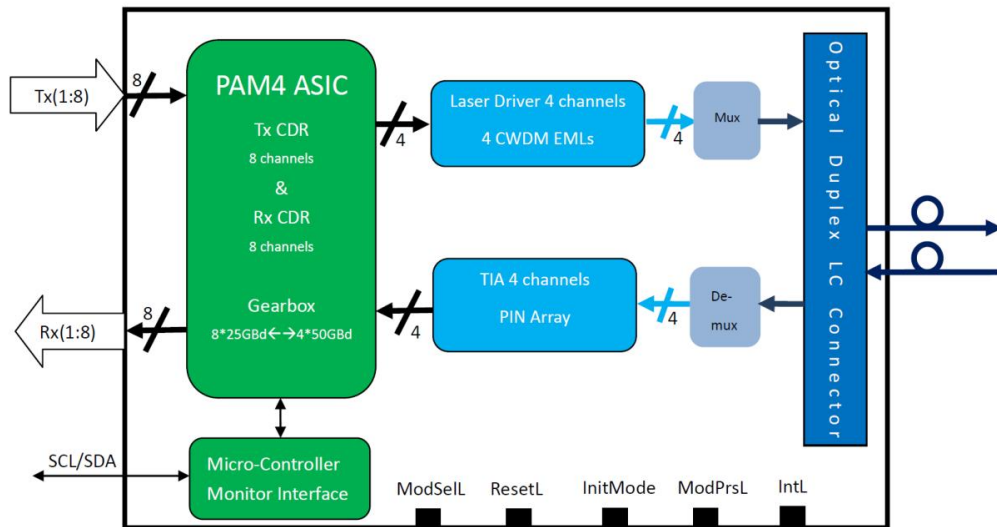 Tx(1:8)
8
PAM4 ASIC
Tx CDR
8 channels
&
Rx CDR
8 channels
Gearbox
8*25GBd←→4*50GBd
4
Laser Driver 4 channels
4 CWDM EMLs
4
Mux
Optical Duplex LC Connector
TIA 4 channels
PIN Array
4
De-
mux
4
Rx(1:8)
8
SCL/SDA
Micro-Controller
Monitor Interface
ModSelL
ResetL
InitMode
ModPrsL
IntL